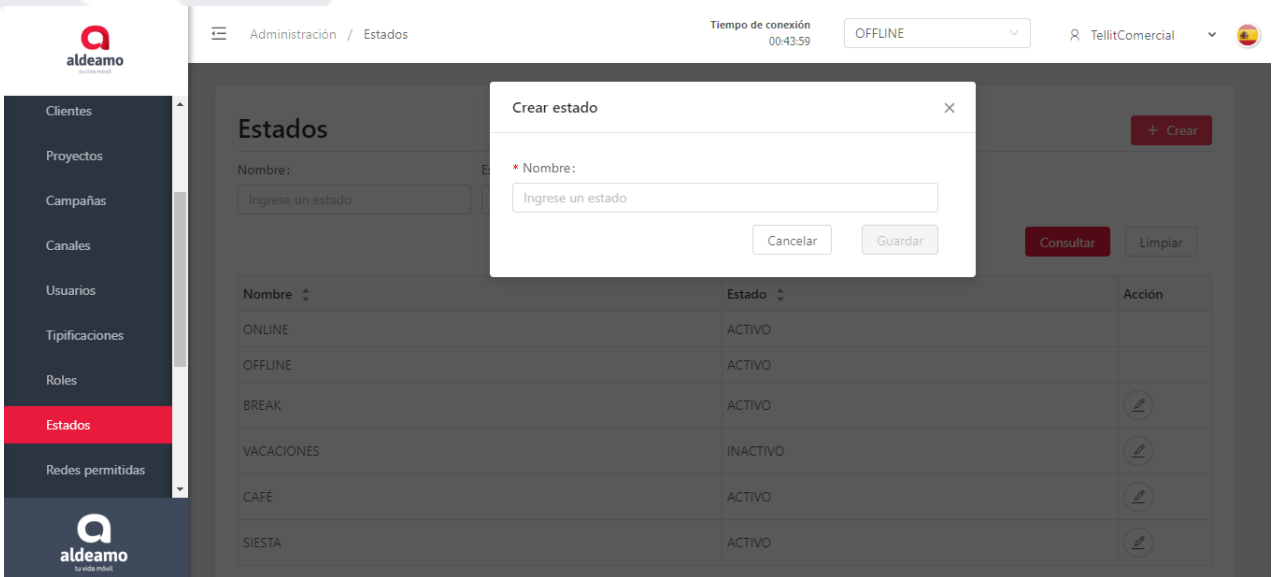 aldeamo
tu vida móvil
Administración / Estados
Tiempo de conexión
00:43:59
OFFLINE
TellitComercial
Clientes
Proyectos
Campañas
Canales
Usuarios
Tipificaciones
Roles
Estados
Redes permitidas
aldeamo
tu vida móvil
Estados
+ Crear
Nombre:
Ingrese un estado
Crear estado
* Nombre:
Ingrese un estado
Cancelar
Guardar
Consultar
Limpiar
Nombre Estado Acción
ONLINE ACTIVO
OFFLINE ACTIVO
BREAK ACTIVO
VACACIONES INACTIVO
CAFÉ ACTIVO
SIESTA ACTIVO